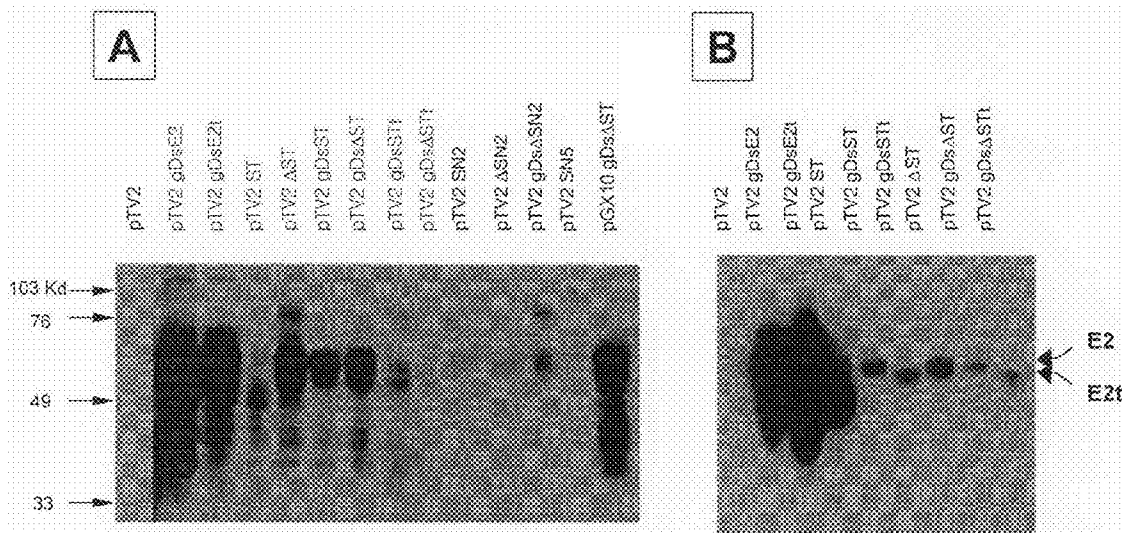 A
B
pTV2
pTV2 gDsE2
pTV2 gDsE2t
pTV2 ST
pTV2 ΔST
pTV2 gDsST
pTV2 gDsΔST
pTV2 gDsSTt
pTV2 gDsΔSTt
pTV2 SN2
pTV2 ΔSN2
pTV2 gDsΔSN2
pTV2 SN5
pGX10 gDsΔST
pTV2
pTV2 gDsE2
pTV2 gDsE2t
pTV2 ST
pTV2 gDsST
pTV2 gDsSTt
pTV2 ΔST
pTV2 gDsΔST
pTV2 gDsΔSTt
103 Kd
76
49
33
E2
E2t